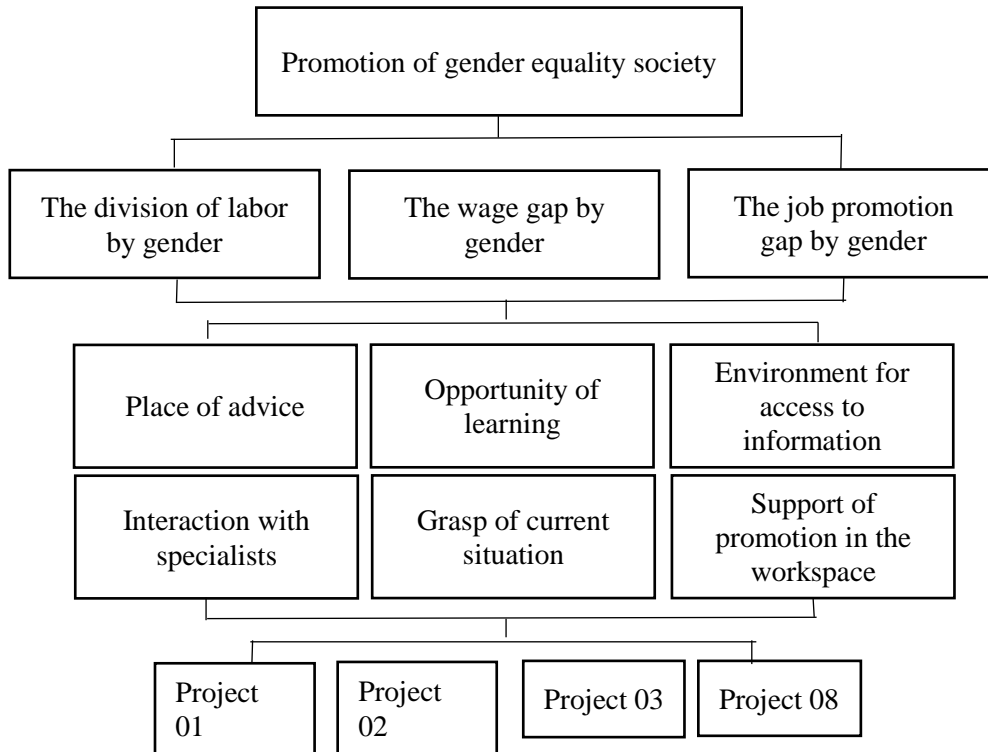 Promotion of gender equality society
The division of labor
by gender
The wage gap by
gender
The job promotion
gap by gender
Place of advice
Opportunity of
learning
Environment for
access to
information
Interaction with
specialists
Grasp of current
situation
Support of
promotion in the
workspace
Project
01
Project
02
Project 03
Project 08